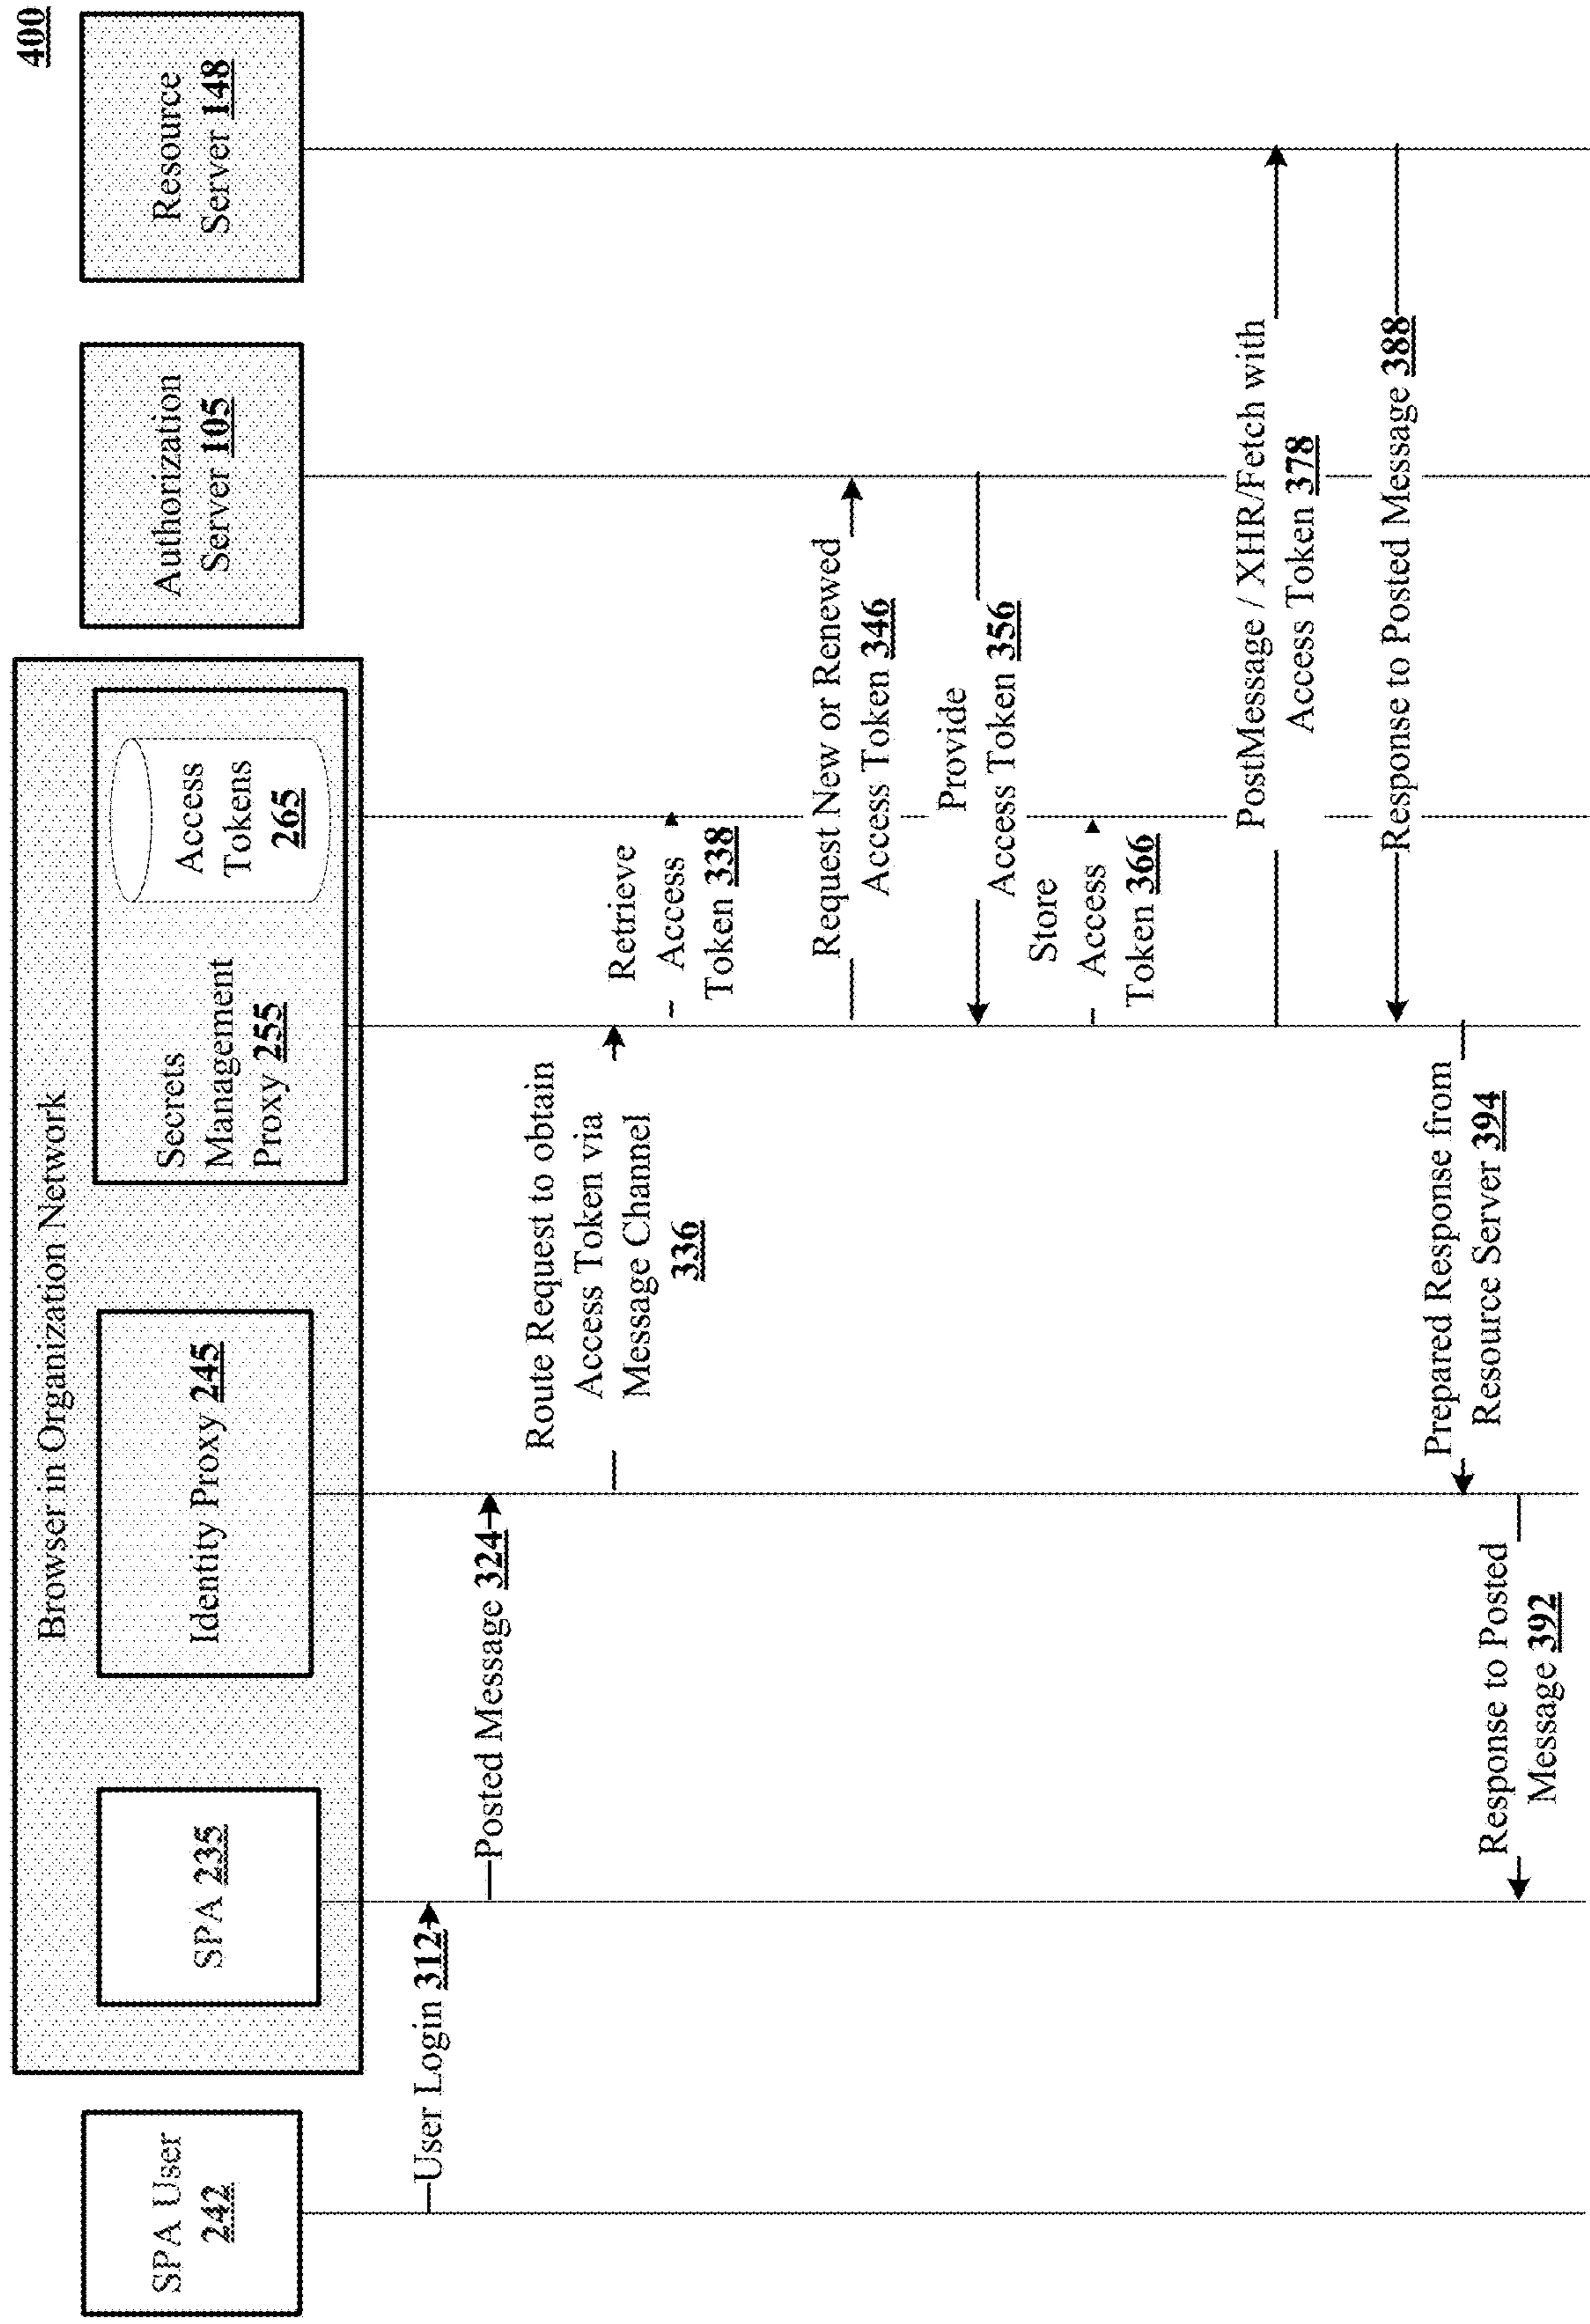 400
Browser in Organization Network
SPA User
242
SPA 235
Identity Proxy 245
Secrets
Management
Proxy 255
Access
Tokens
265
Authorization
Server 105
Resource
Server 148
User Login 312
Posted Message 324
Route Request to obtain
Access Token via
Message Channel
336
Retrieve
Access
Token 338
Request New or Renewed
Access Token 346
Provide
Access Token 356
Store
Access
Token 366
PostMessage / XHR/Fetch with
Access Token 378
Response to Posted Message 388
Prepared Response from
Resource Server 394
Response to Posted
Message 392